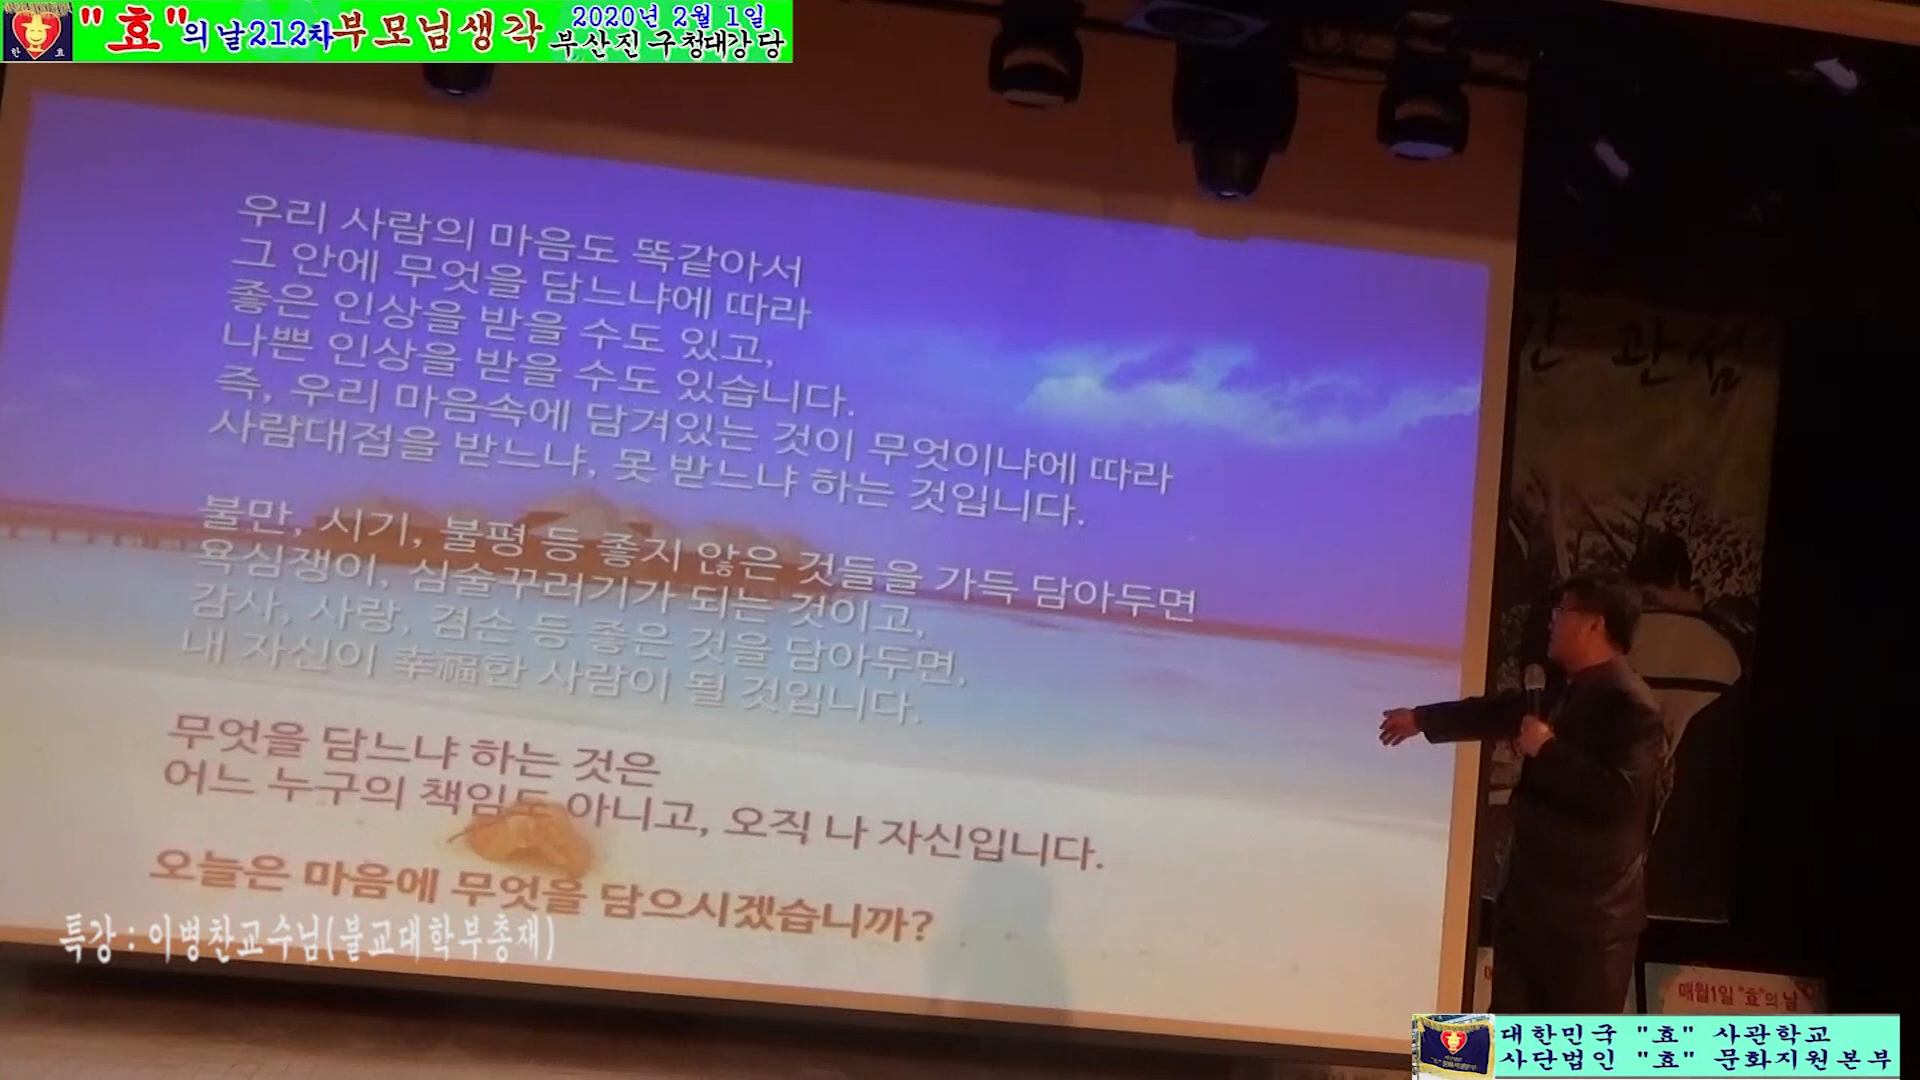 한 효
"효"의 날 212차 부모님생각
2020년 2월 1일
부산진구청대강당
우리 사람의 마음도 똑같아서
그 안에 무엇을 담느냐에 따라
좋은 인상을 받을 수도 있고,
나쁜 인상을 받을 수도 있습니다.
즉, 우리 마음속에 담겨있는 것이 무엇이냐에 따라
사람대접을 받느냐, 못 받느냐 하는 것입니다.
불만, 시기, 불평 등 좋지 않은 것들을 가득 담아두면
욕심쟁이, 심술꾸러기가 되는 것이고,
감사, 사랑, 겸손 등 좋은 것을 담아두면,
내 자신이 幸福한 사람이 될 것입니다.
무엇을 담느냐 하는 것은
어느 누구의 책임도 아니고, 오직 나 자신입니다.
오늘은 마음에 무엇을 담으시겠습니까?
특강 : 이병찬교수님(불교대학부총재)
관섬
매월1일 "효"의 날
대한민국 "효" 사관학교
사단법인 "효" 문화지원본부